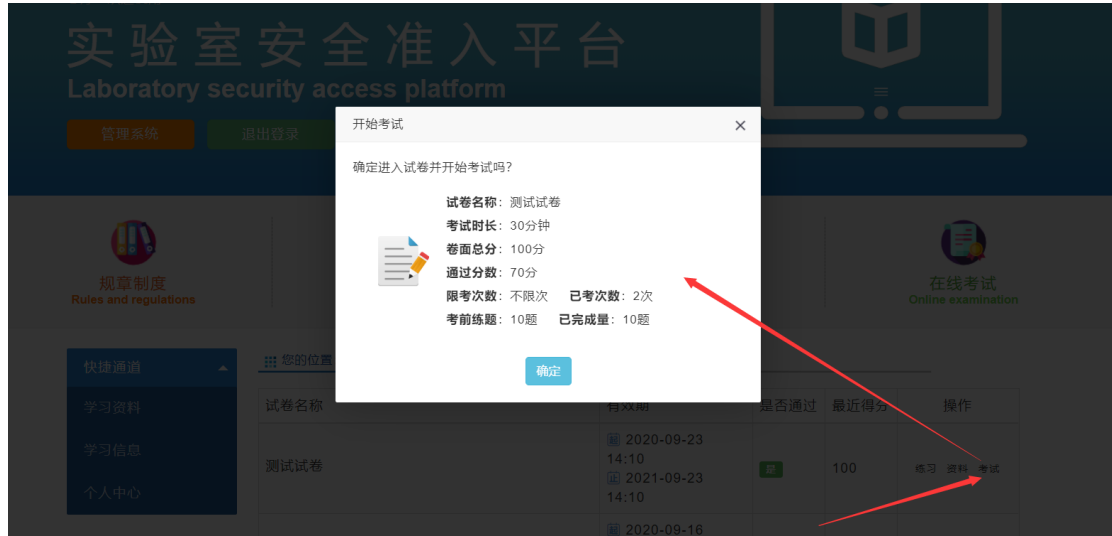 实验室安全准入平台
Laboratory security access platform
管理系统 退出登录
开始考试
确定进入试卷并开始考试吗?
试卷名称：测试试卷
考试时长：30分钟
卷面总分：100分
通过分数：70分
限考次数：不限次 已考次数：2次
考前练题：10题 已完成量：10题
确定
规章制度
Rules and regulations
在线考试
Online examination
快捷通道
学习资料
学习信息
个人中心
您的位置
试卷名称 有效期 是否通过 最近得分 操作
测试试卷
起 2020-09-23
14:10
止 2021-09-23
14:10
是 100 练习 资料 考试
2020-09-16